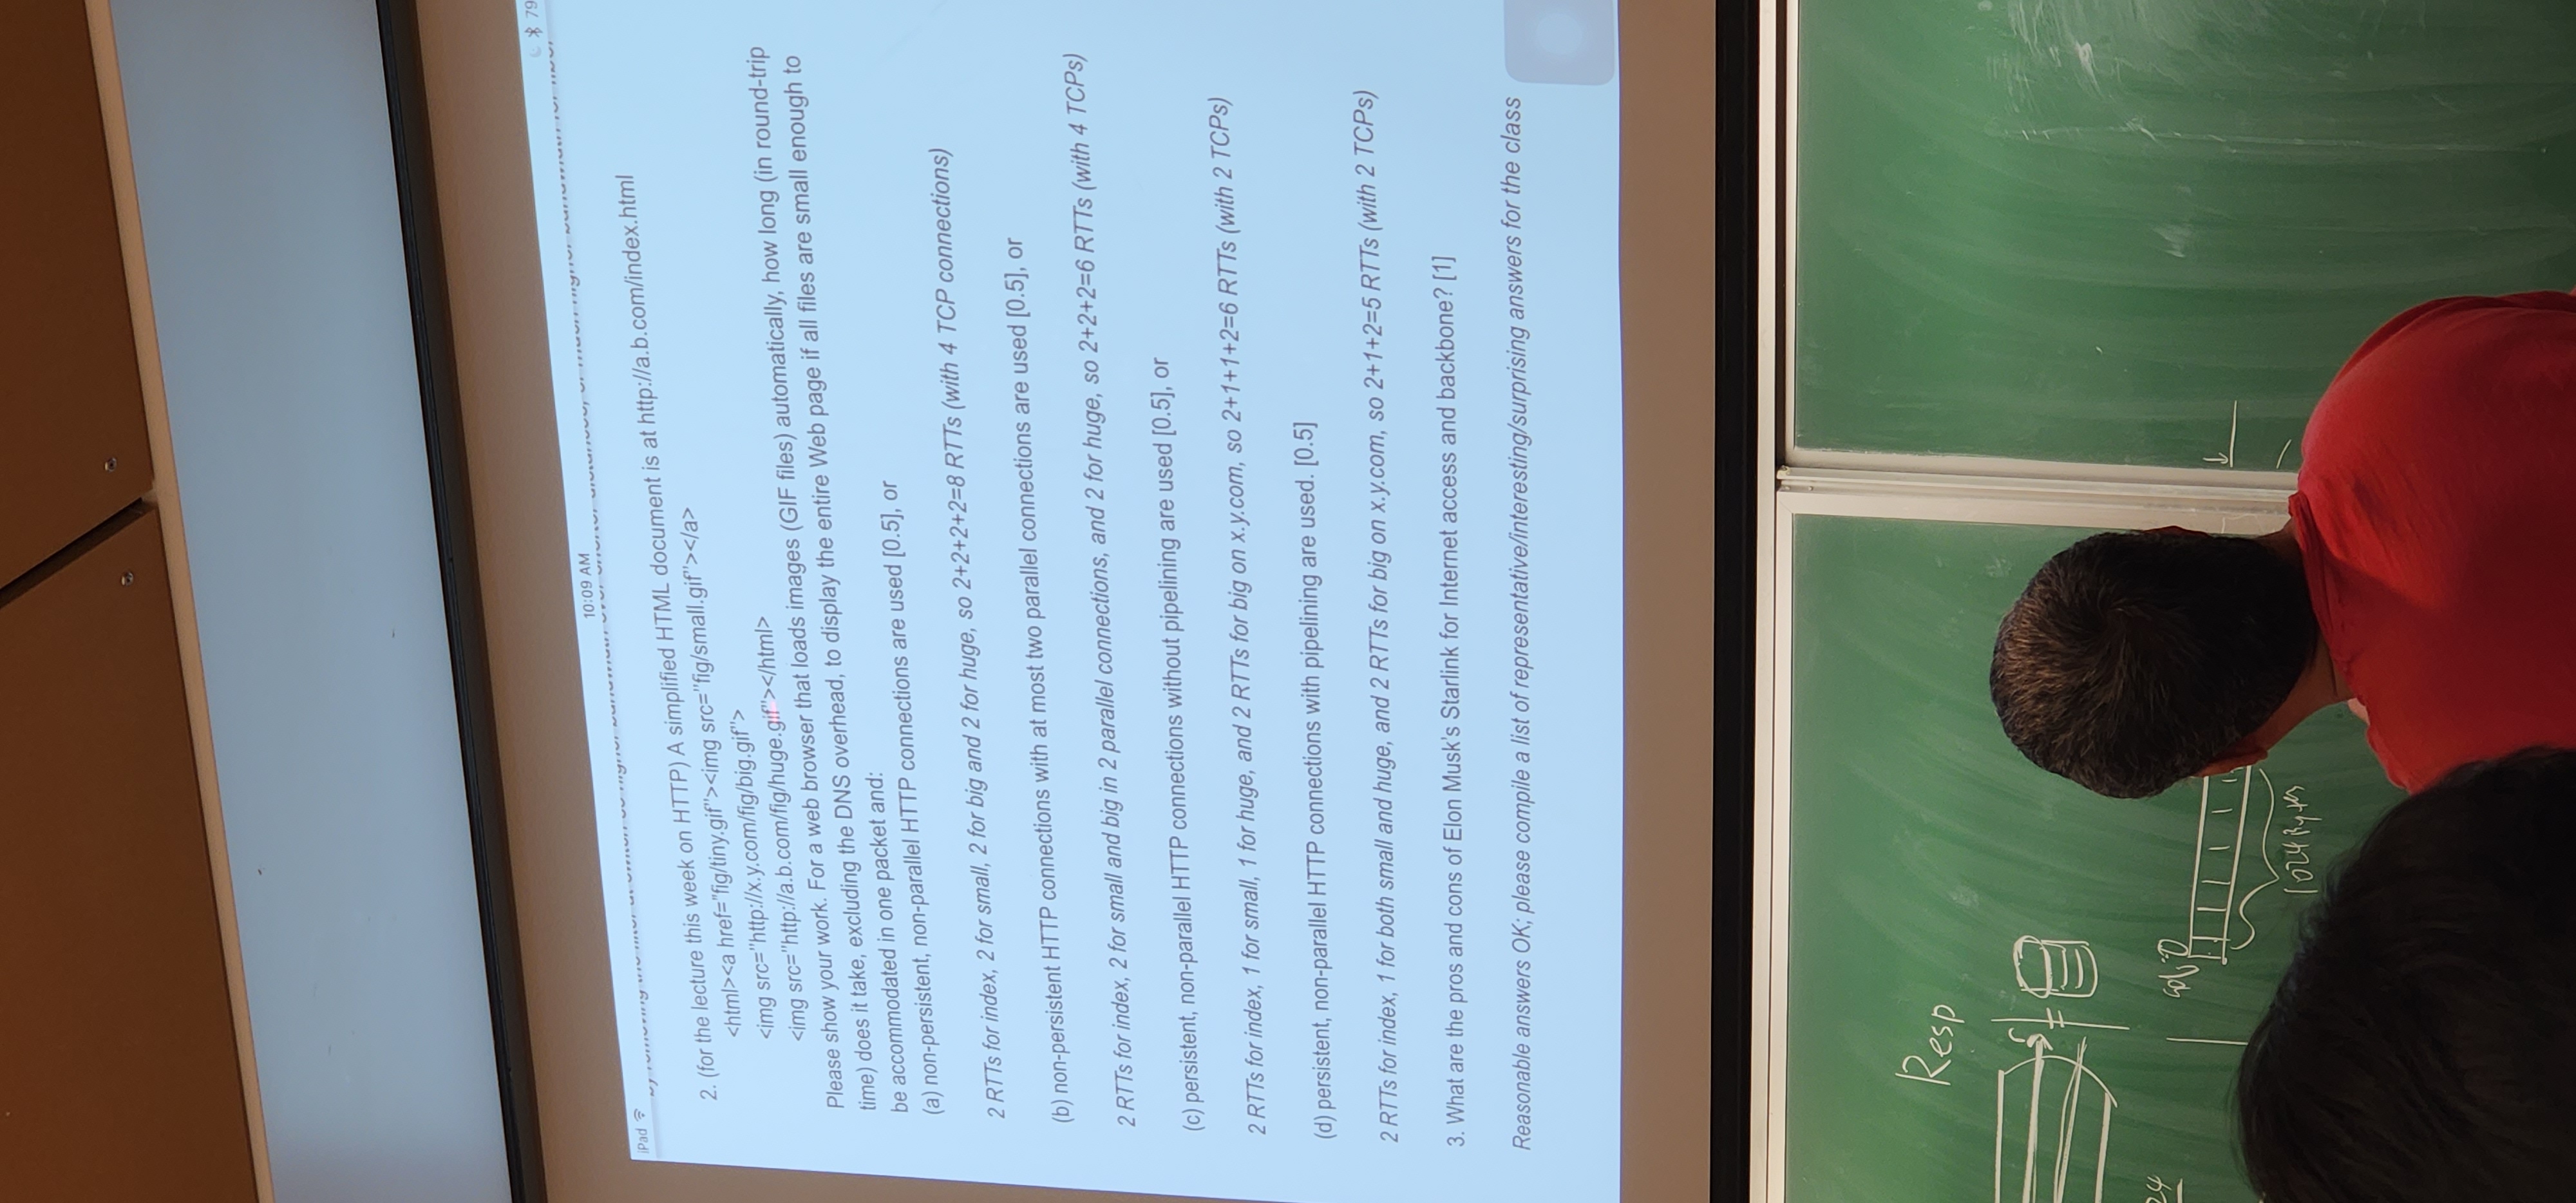 iPad
10:09 AM
79
2. (for the lecture this week on HTTP) A simplified HTML document is at http://a.b.com/index.html
<html><a href="fig/tiny.gif"><img src="fig/small.gif"></a>
<img src="http://x.y.com/fig/big.gif">
<img src="http://a.b.com/fig/huge.gif"></html>
Please show your work. For a web browser that loads images (GIF files) automatically, how long (in round-trip
time) does it take, excluding the DNS overhead, to display the entire Web page if all files are small enough to
be accommodated in one packet and:
(a) non-persistent, non-parallel HTTP connections are used [0.5], or
2 RTTs for index, 2 for small, 2 for big and 2 for huge, so 2+2+2+2=8 RTTs (with 4 TCP connections)
(b) non-persistent HTTP connections with at most two parallel connections are used [0.5], or
2 RTTs for index, 2 for small and big in 2 parallel connections, and 2 for huge, so 2+2+2=6 RTTs (with 4 TCPs)
(c) persistent, non-parallel HTTP connections without pipelining are used [0.5], or
2 RTTs for index, 1 for small, 1 for huge, and 2 RTTs for big on x.y.com, so 2+1+1+2=6 RTTs (with 2 TCPs)
(d) persistent, non-parallel HTTP connections with pipelining are used. [0.5]
2 RTTs for index, 1 for both small and huge, and 2 RTTs for big on x.y.com, so 2+1+2=5 RTTs (with 2 TCPs)
3. What are the pros and cons of Elon Musk's Starlink for Internet access and backbone? [1]
Reasonable answers OK; please compile a list of representative/interesting/surprising answers for the class
Resp
24
1024 Bytes